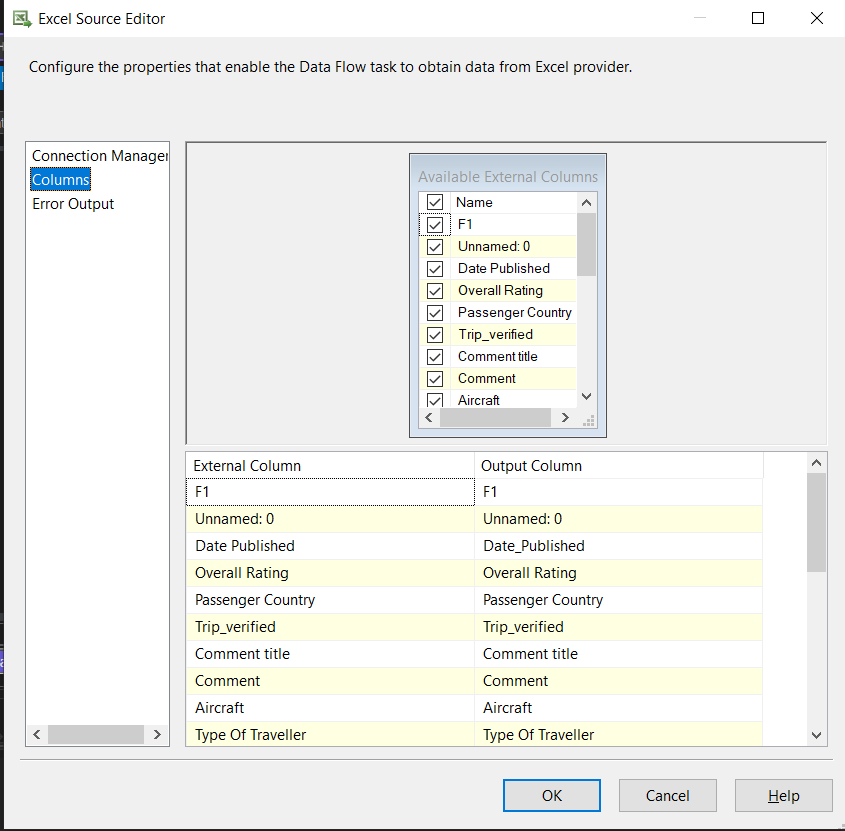 Excel Source Editor
Configure the properties that enable the Data Flow task to obtain data from Excel provider.
Connection Manager
Columns
Error Output
Available External Columns
Name
F1
Unnamed: 0
Date Published
Overall Rating
Passenger Country
Trip_verified
Comment title
Comment
Aircraft
External Column Output Column
F1 F1
Unnamed: 0 Unnamed: 0
Date Published Date_Published
Overall Rating Overall Rating
Passenger Country Passenger Country
Trip_verified Trip_verified
Comment title Comment title
Comment Comment
Aircraft Aircraft
Type Of Traveller Type Of Traveller
OK Cancel Help